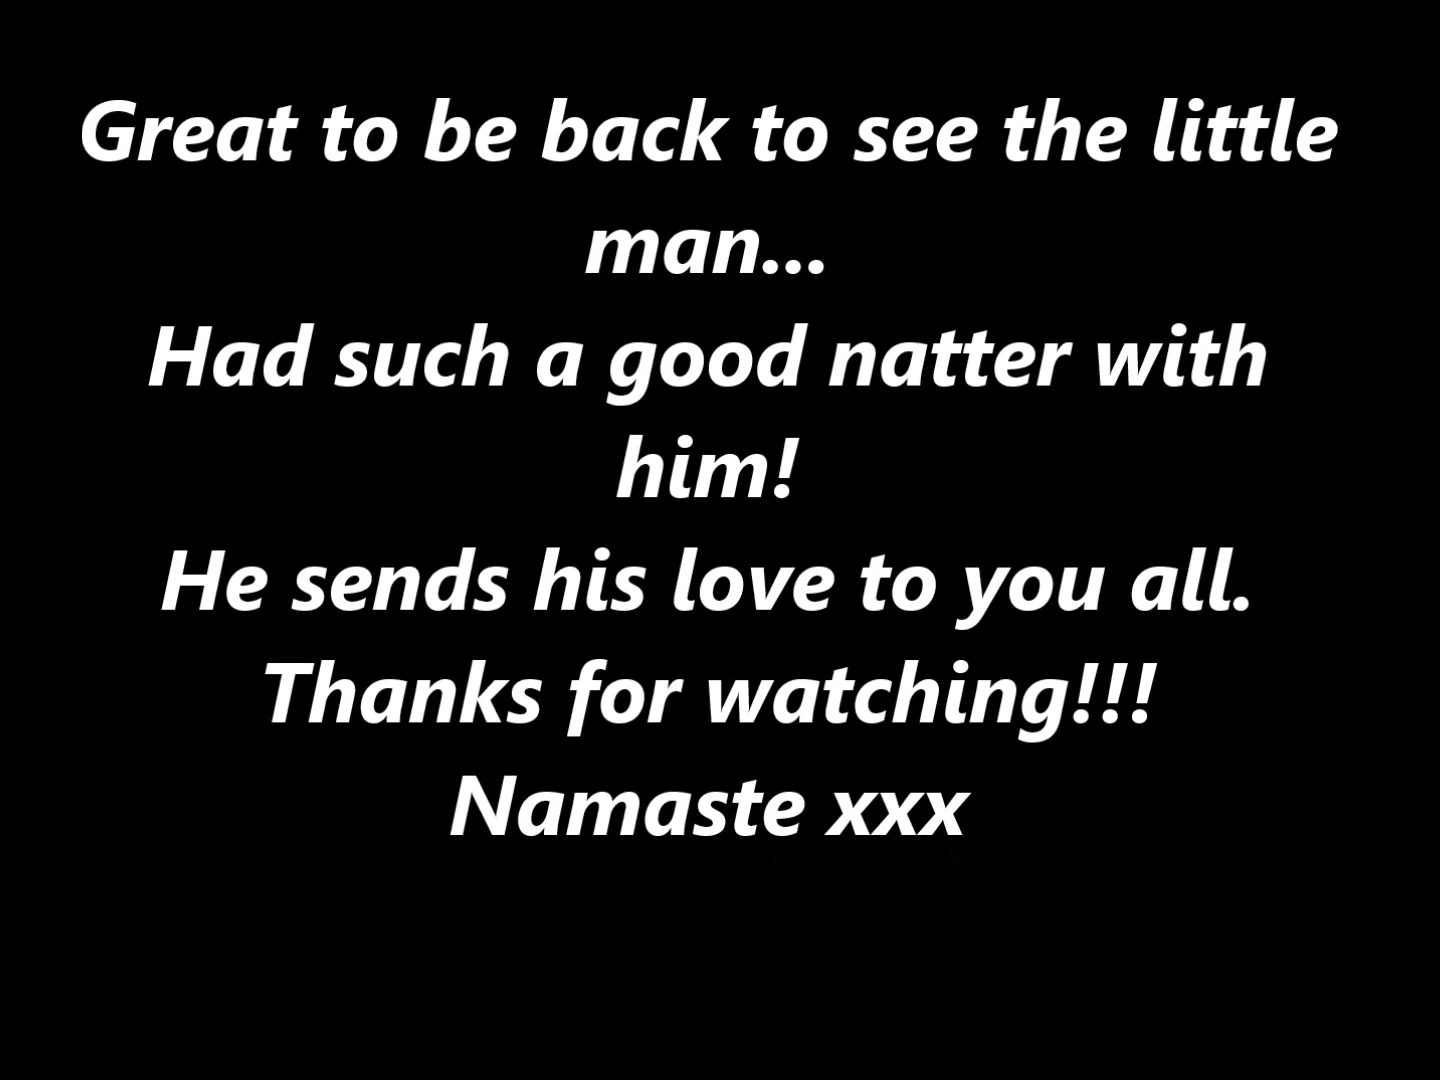 Great to be back to see the little
man...
Had such a good natter with
him!
He sends his love to you all.
Thanks for watching!!!
Namaste xxx